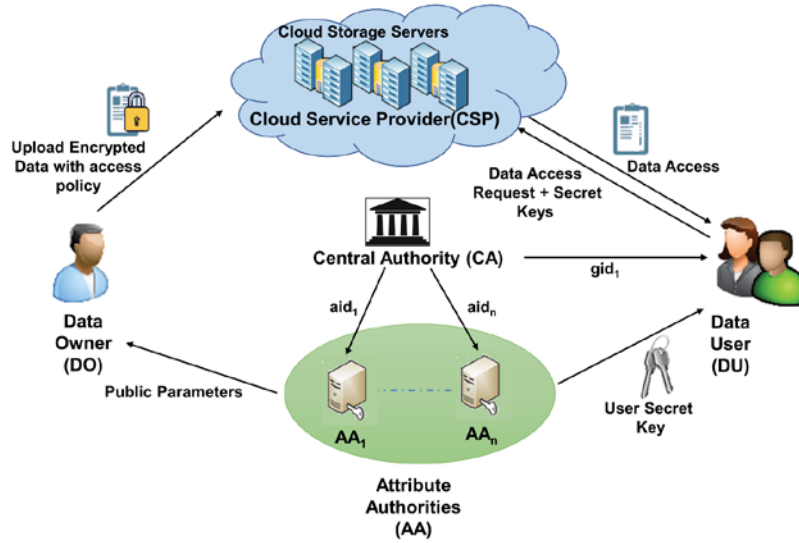 Cloud Storage Servers
Cloud Service Provider(CSP)
Upload Encrypted
Data with access
policy
Data Access
Data Access
Request + Secret
Keys
Central Authority (CA)
gid₁
aid₁
aidₙ
Data
Owner
(DO)
Data
User
(DU)
Public Parameters
AA₁
AAₙ
User Secret
Key
Attribute
Authorities
(AA)